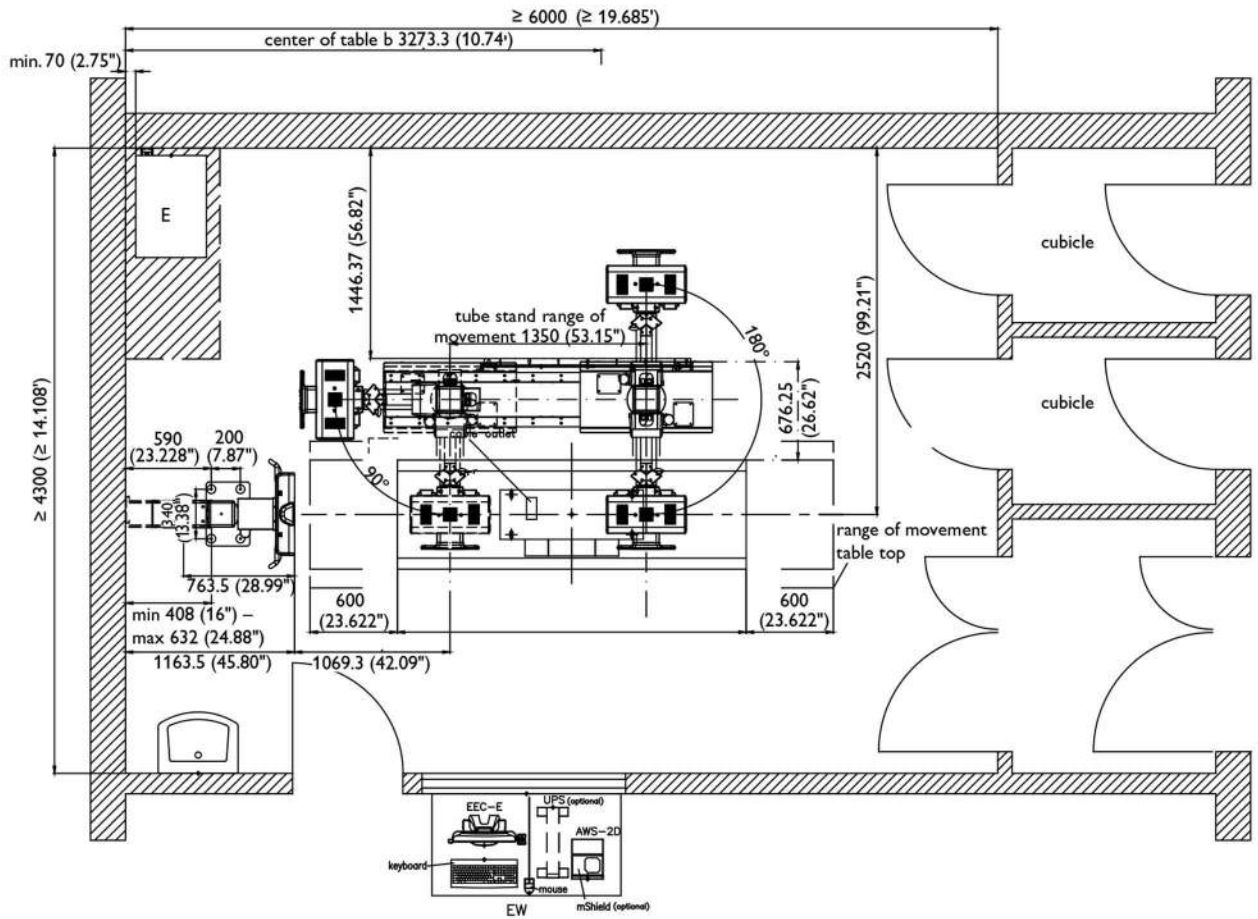 ≥ 6000 (≥ 19.685')
center of table b 3273.3 (10.74')
min. 70 (2.75")
E
1446.37 (56.82")
2520 (99.21")
cubicle
tube stand range of
movement 1350 (53.15")
180°
676.25
(26.62")
cubicle
≥ 4300 (≥ 14.108')
590
(23.228")
200
(7.87")
cable outlet
90°
340
(13.38")
range of movement
table top
763.5 (28.99")
min 408 (16") –
max 632 (24.88")
600
(23.622")
600
(23.622")
1163.5 (45.80")
1069.3 (42.09")
EEC-E
UPS (optional)
AWS-2D
keyboard
mouse
mShield (optional)
EW